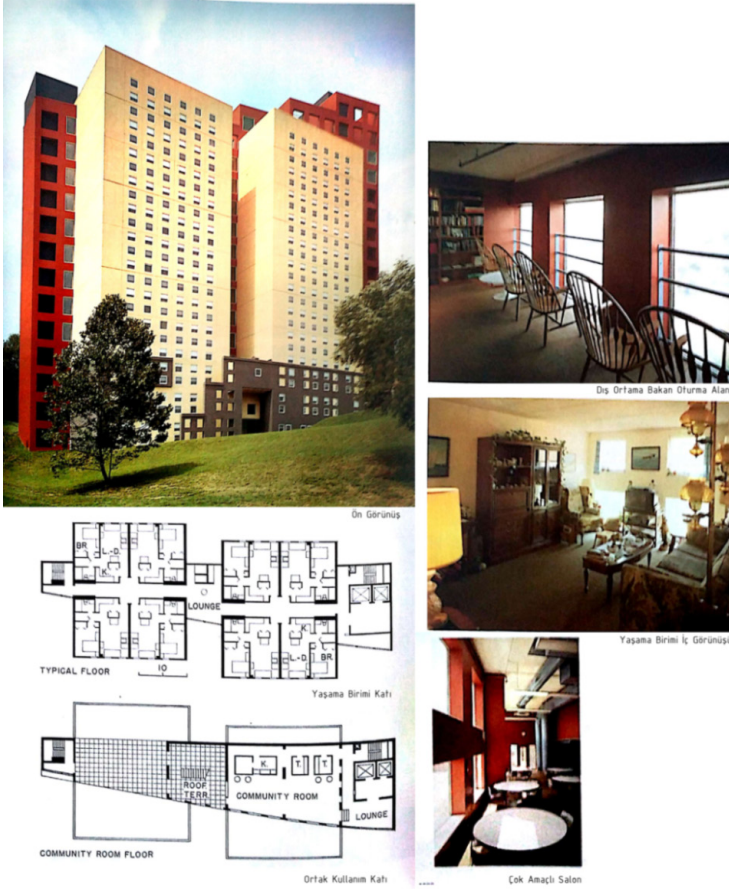 Ön Görünüş
BR.
L.-D.
K.
LOUNGE
K.
L.-D.
BR.
TYPICAL FLOOR
10
Yaşama Birimi Katı
K.
T.
T.
ROOF
TERR.
COMMUNITY ROOM
LOUNGE
COMMUNITY ROOM FLOOR
Ortak Kullanım Katı
Dış Ortama Bakan Oturma Alan
Yaşama Birimi İç Görünüşü
Çok Amaçlı Salon